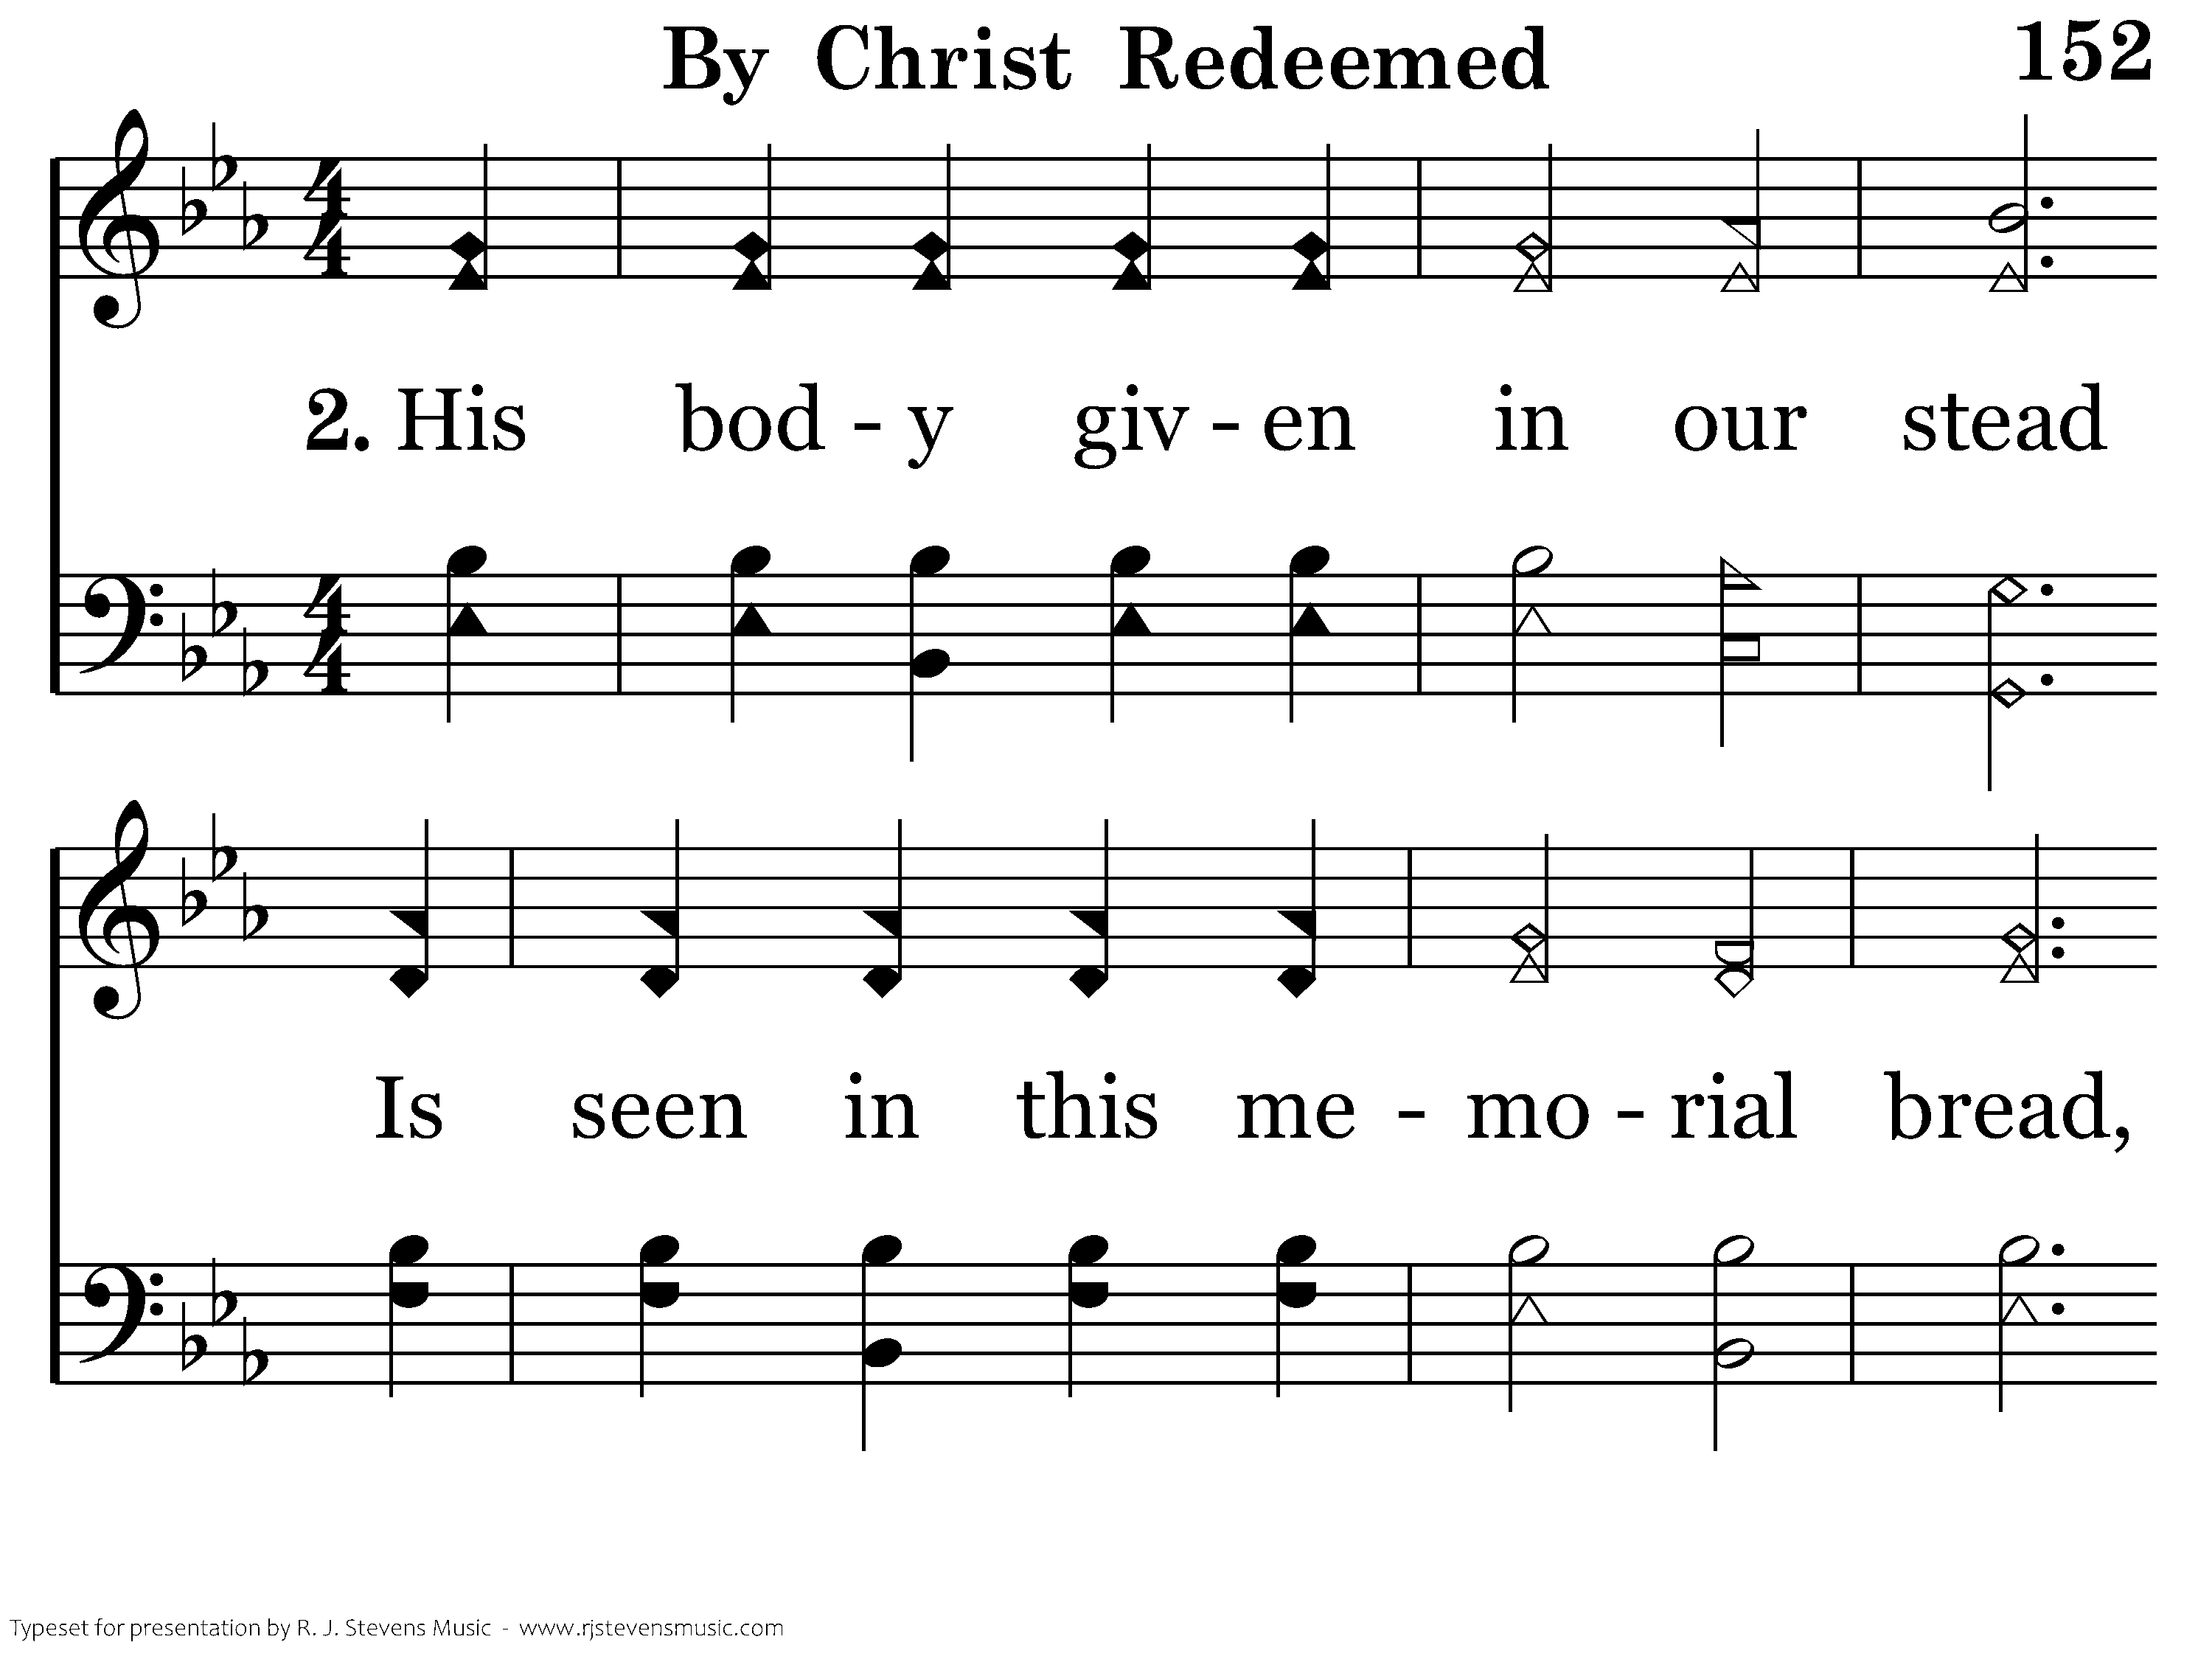 By Christ Redeemed 152
2. His bod - y giv - en in our stead
Is seen in this me - mo - rial bread,
Typeset for presentation by R. J. Stevens Music - www.rjstevensmusic.com